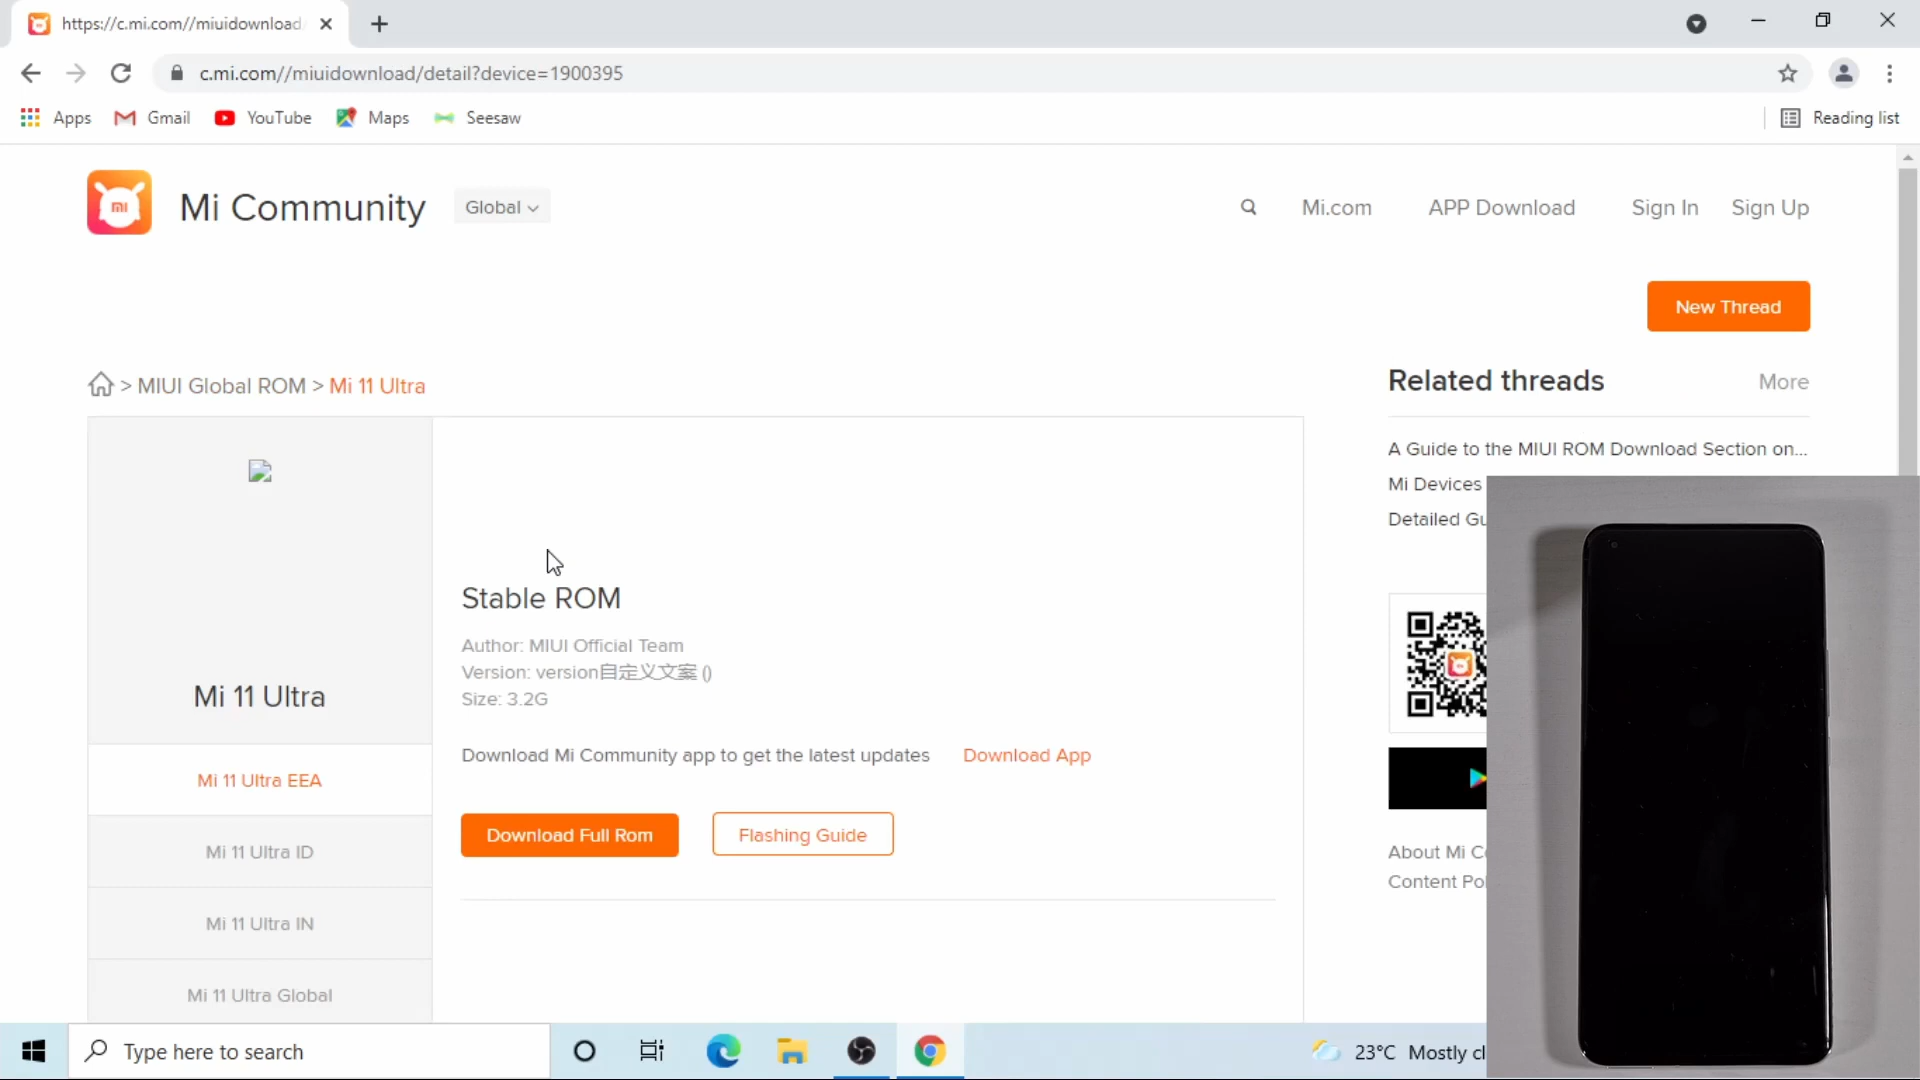 https://c.mi.com//miuidownload
c.mi.com//miuidownload/detail?device=1900395
Apps Gmail YouTube Maps Seesaw Reading list
mi
Mi Community Global Mi.com APP Download Sign In Sign Up
New Thread
> MIUI Global ROM > Mi 11 Ultra
Related threads More
A Guide to the MIUI ROM Download Section on...
Mi Devices
Detailed Gu
Stable ROM
Author: MIUI Official Team
Version: version自定义文案 ()
Size: 3.2G
Mi 11 Ultra
Download Mi Community app to get the latest updates Download App
Mi 11 Ultra EEA
Download Full Rom Flashing Guide
Mi 11 Ultra ID
About Mi Co
Content Pol
Mi 11 Ultra IN
Mi 11 Ultra Global
Type here to search
23°C Mostly cl